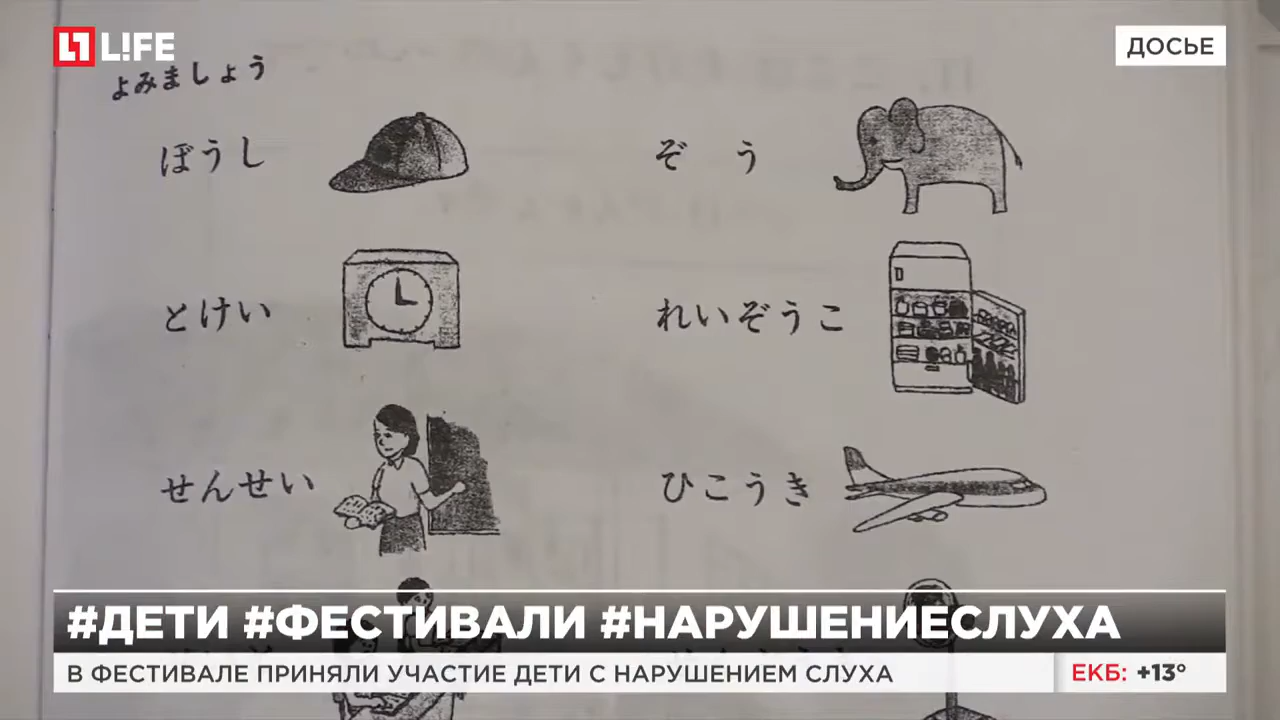 L!FE
ДОСЬЕ
よみましょう
ぼうし
ぞう
とけい
れいぞうこ
せんせい
ひこうき
#ДЕТИ #ФЕСТИВАЛИ #НАРУШЕНИЕСЛУХА
В ФЕСТИВАЛЕ ПРИНЯЛИ УЧАСТИЕ ДЕТИ С НАРУШЕНИЕМ СЛУХА
ЕКБ: +13°